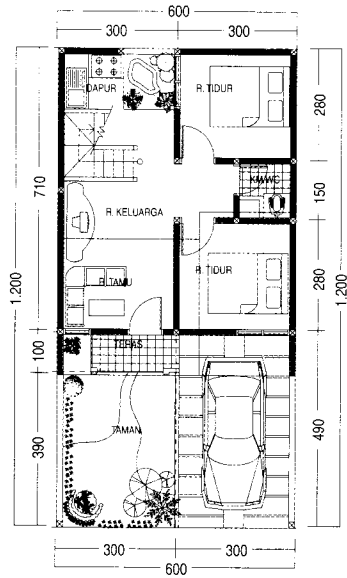 600
300 300
DAPUR
R. TIDUR
280
KM/WC
150
710
R. KELUARGA
1.200
R. TIDUR
280
1.200
R. TAMU
TERAS
100
TAMAN
390
490
300 300
600